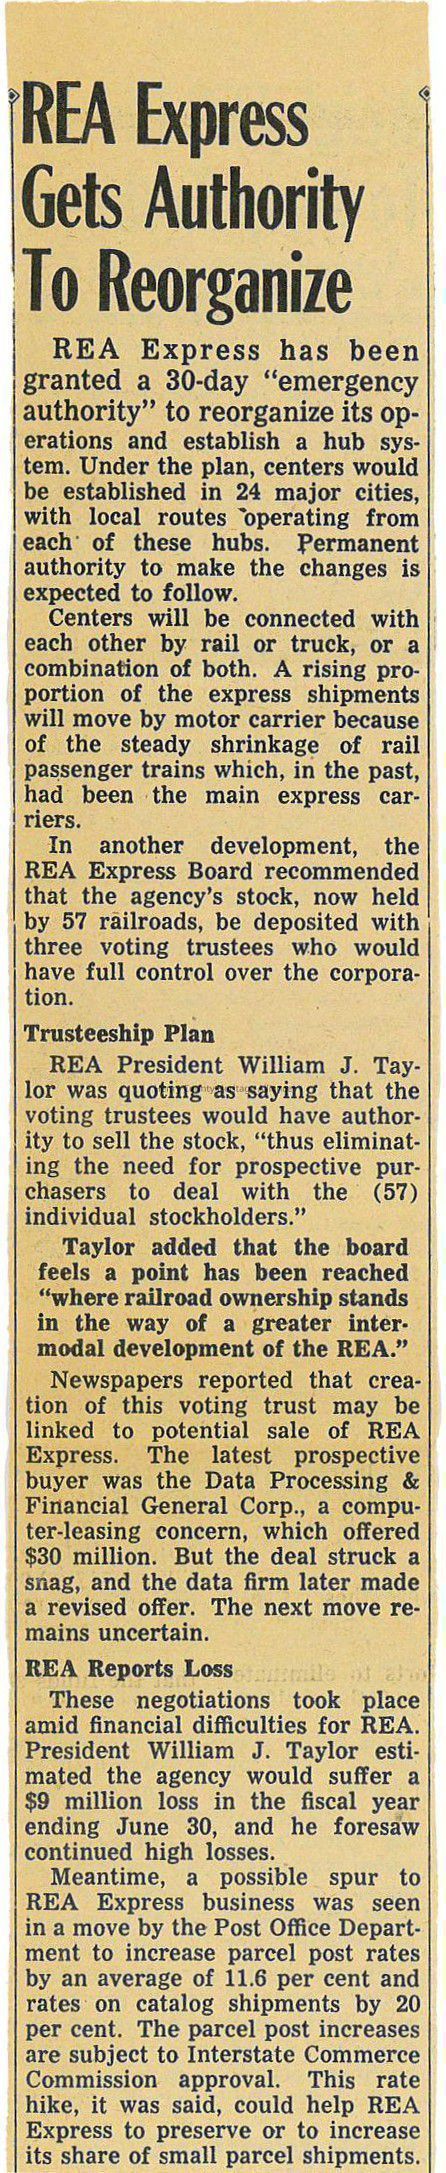 REA Express
Gets Authority
To Reorganize
REA Express has been
granted a 30-day “emergency
authority” to reorganize its op-
erations and establish a hub sys-
tem. Under the plan, centers would
be established in 24 major cities,
with local routes operating from
each of these hubs. Permanent
authority to make the changes is
expected to follow.
Centers will be connected with
each other by rail or truck, or a
combination of both. A rising pro-
portion of the express shipments
will move by motor carrier because
of the steady shrinkage of rail
passenger trains which, in the past,
had been the main express car-
riers.
In another development, the
REA Express Board recommended
that the agency's stock, now held
by 57 railroads, be deposited with
three voting trustees who would
have full control over the corpora-
tion.
Trusteeship Plan
REA President William J. Tay-
lor was quoting as saying that the
voting trustees would have author-
ity to sell the stock, “thus eliminat-
ing the need for prospective pur-
chasers to deal with the (57)
individual stockholders.”
Taylor added that the board
feels a point has been reached
“where railroad ownership stands
in the way of a greater inter-
modal development of the REA.”
Newspapers reported that crea-
tion of this voting trust may be
linked to potential sale of REA
Express. The latest prospective
buyer was the Data Processing &
Financial General Corp., a compu-
ter-leasing concern, which offered
$30 million. But the deal struck a
snag, and the data firm later made
a revised offer. The next move re-
mains uncertain.
REA Reports Loss
These negotiations took place
amid financial difficulties for REA.
President William J. Taylor esti-
mated the agency would suffer a
$9 million loss in the fiscal year
ending June 30, and he foresaw
continued high losses.
Meantime, a possible spur to
REA Express business was seen
in a move by the Post Office Depart-
ment to increase parcel post rates
by an average of 11.6 per cent and
rates on catalog shipments by 20
per cent. The parcel post increases
are subject to Interstate Commerce
Commission approval. This rate
hike, it was said, could help REA
Express to preserve or to increase
its share of small parcel shipments.